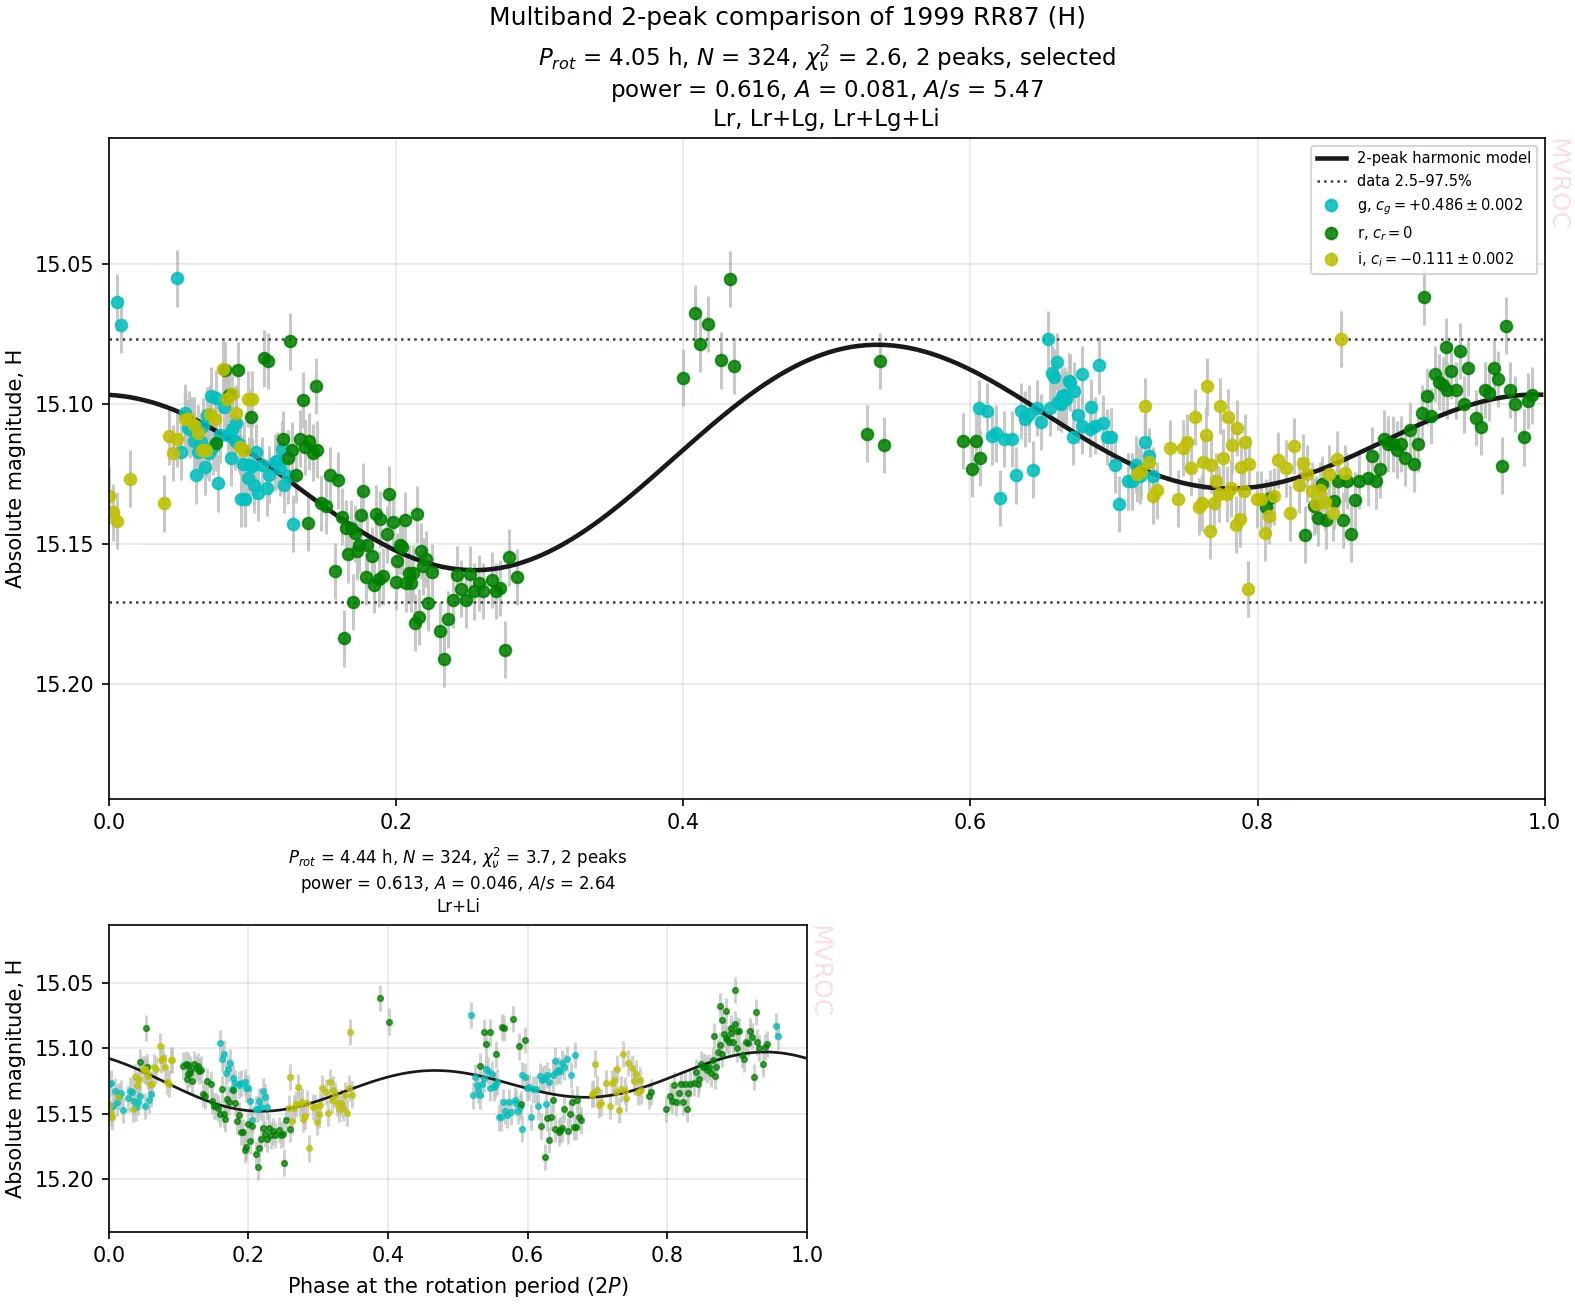 Multiband 2-peak comparison of 1999 RR87 (H)
P_rot = 4.05 h, N = 324, χ²_ν = 2.6, 2 peaks, selected
power = 0.616, A = 0.081, A/s = 5.47
Lr, Lr+Lg, Lr+Lg+Li
2-peak harmonic model
data 2.5–97.5%
g, c_g = +0.486 ± 0.002
r, c_r = 0
i, c_i = −0.111 ± 0.002
MVROC
Absolute magnitude, H
15.05
15.10
15.15
15.20
0.0 0.2 0.4 0.6 0.8 1.0
P_rot = 4.44 h, N = 324, χ²_ν = 3.7, 2 peaks
power = 0.613, A = 0.046, A/s = 2.64
Lr+Li
MVROC
Absolute magnitude, H
15.05
15.10
15.15
15.20
0.0 0.2 0.4 0.6 0.8 1.0
Phase at the rotation period (2P)